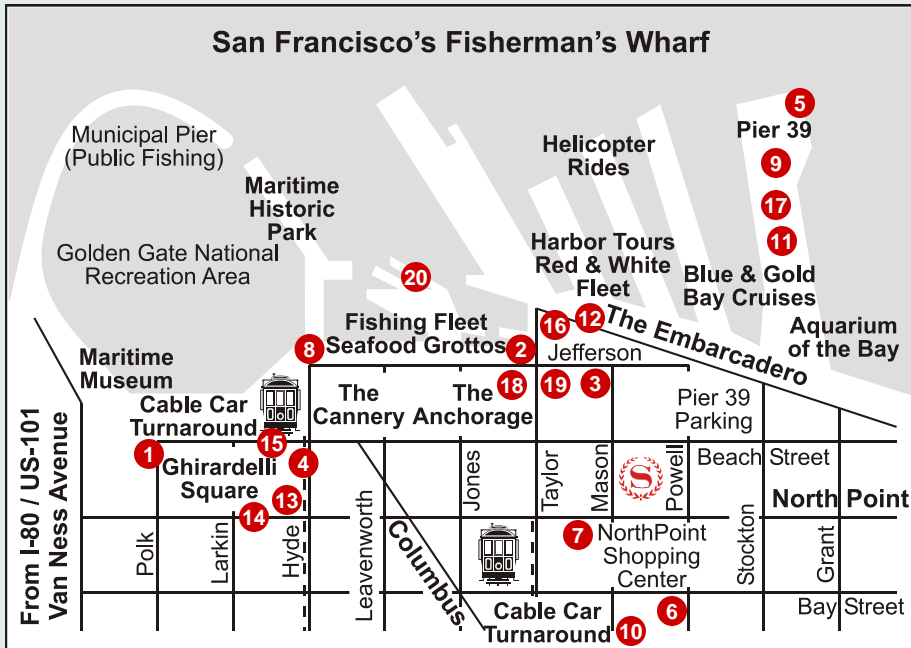 San Francisco’s Fisherman’s Wharf
5
Municipal Pier
(Public Fishing)
Pier 39
Helicopter
Rides
9
Maritime
Historic
Park
17
Golden Gate National
Recreation Area
Harbor Tours
Red & White
Fleet
11
20
Blue & Gold
Bay Cruises
16
12
The Embarcadero
Fishing Fleet
Seafood Grottos
8
2
Jefferson
Aquarium
of the Bay
Maritime
Museum
18
19
3
The
Cannery
The
Anchorage
Pier 39
Parking
Cable Car
Turnaround
15
1
4
Ghirardelli
Square
13
14
S
Beach Street
North Point
7
NorthPoint
Shopping
Center
From I-80 / US-101
Van Ness Avenue
Polk
Larkin
Hyde
Leavenworth
Columbus
Jones
Taylor
Mason
Powell
Stockton
Grant
Bay Street
Cable Car
Turnaround
10
6